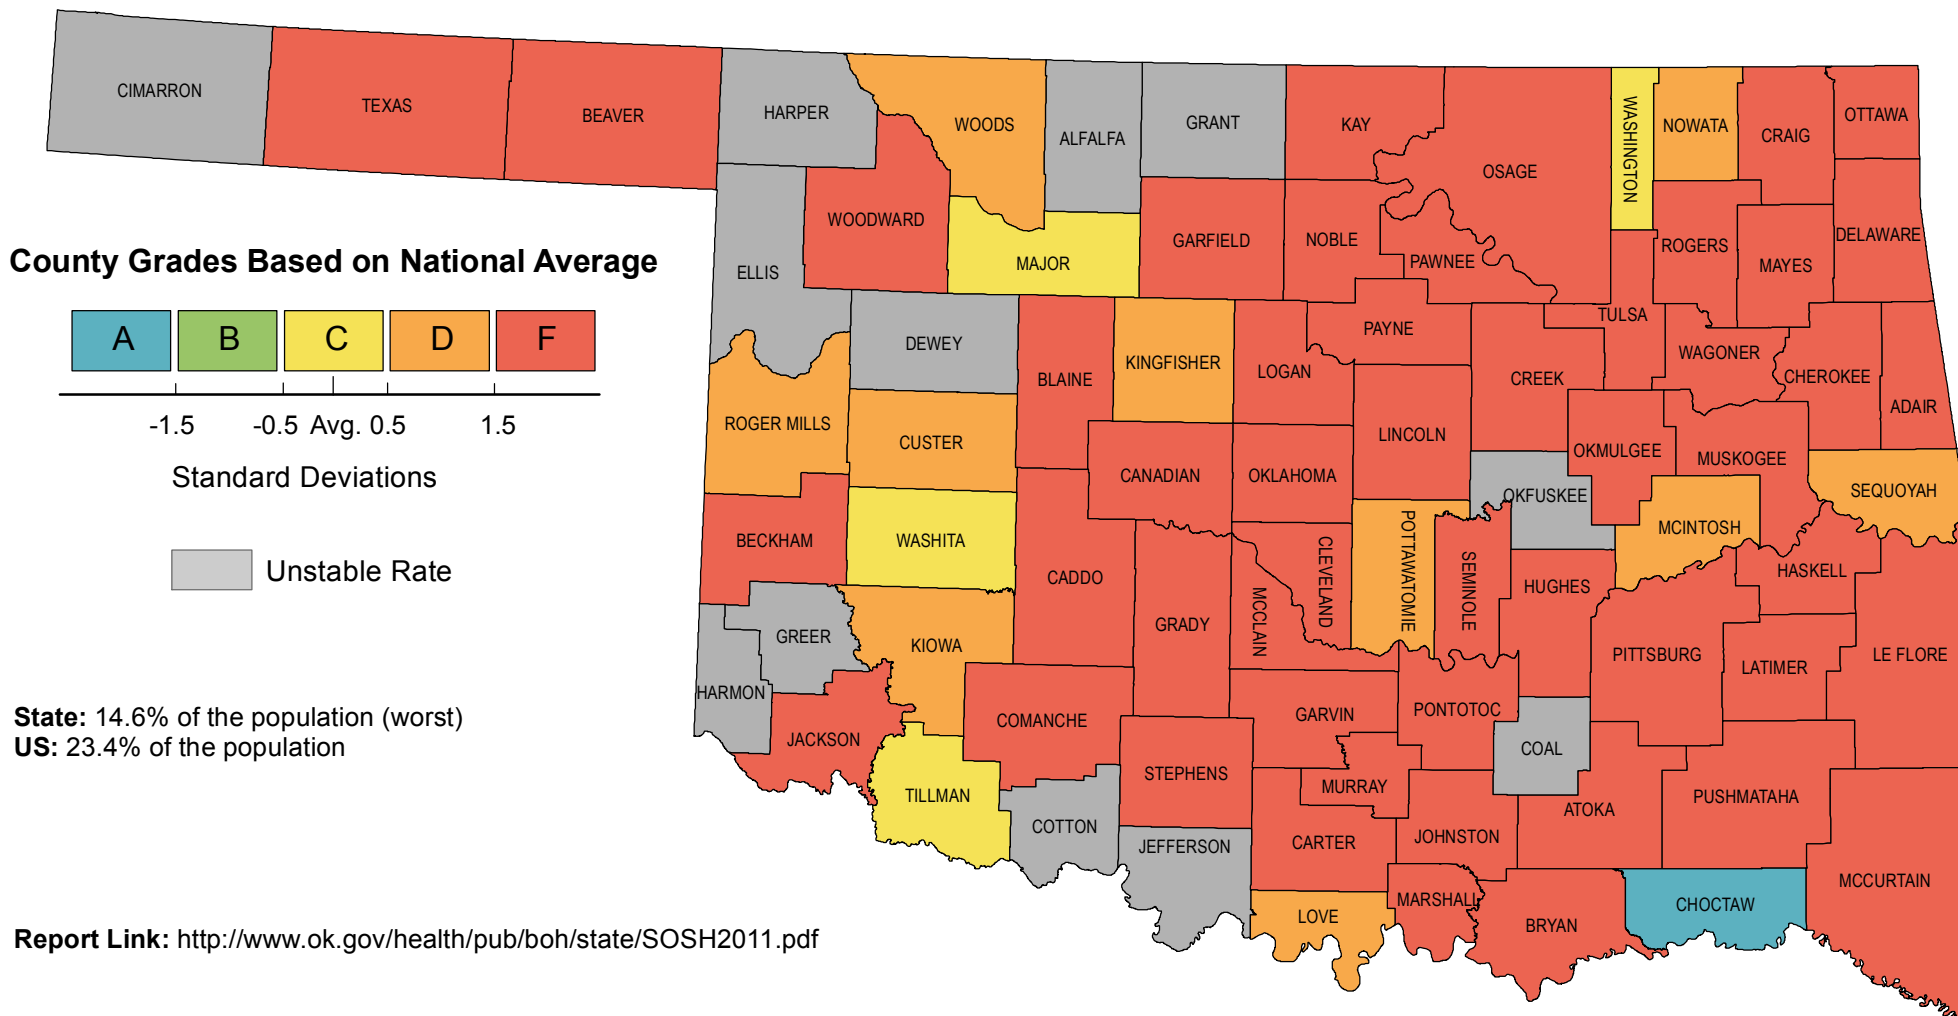 CIMARRON
TEXAS
BEAVER
HARPER
WOODS
ALFALFA
GRANT
KAY
OSAGE
WASHINGTON
NOWATA
CRAIG
OTTAWA
WOODWARD
MAJOR
GARFIELD
NOBLE
PAWNEE
ROGERS
MAYES
DELAWARE
ELLIS
County Grades Based on National Average
A B C D F
-1.5 -0.5 Avg. 0.5 1.5
Standard Deviations
Unstable Rate
DEWEY
BLAINE
KINGFISHER
LOGAN
PAYNE
CREEK
TULSA
WAGONER
CHEROKEE
ADAIR
ROGER MILLS
CUSTER
CANADIAN
OKLAHOMA
LINCOLN
OKMULGEE
MUSKOGEE
SEQUOYAH
OKFUSKEE
MCINTOSH
BECKHAM
WASHITA
CADDO
GRADY
MCCLAIN
CLEVELAND
POTTAWATOMIE
SEMINOLE
HUGHES
HASKELL
GREER
KIOWA
PITTSBURG
LATIMER
LE FLORE
HARMON
JACKSON
COMANCHE
GARVIN
PONTOTOC
COAL
STEPHENS
MURRAY
TILLMAN
COTTON
JEFFERSON
CARTER
JOHNSTON
ATOKA
PUSHMATAHA
MCCURTAIN
LOVE
MARSHALL
BRYAN
CHOCTAW
State: 14.6% of the population (worst)
US: 23.4% of the population
Report Link: http://www.ok.gov/health/pub/boh/state/SOSH2011.pdf